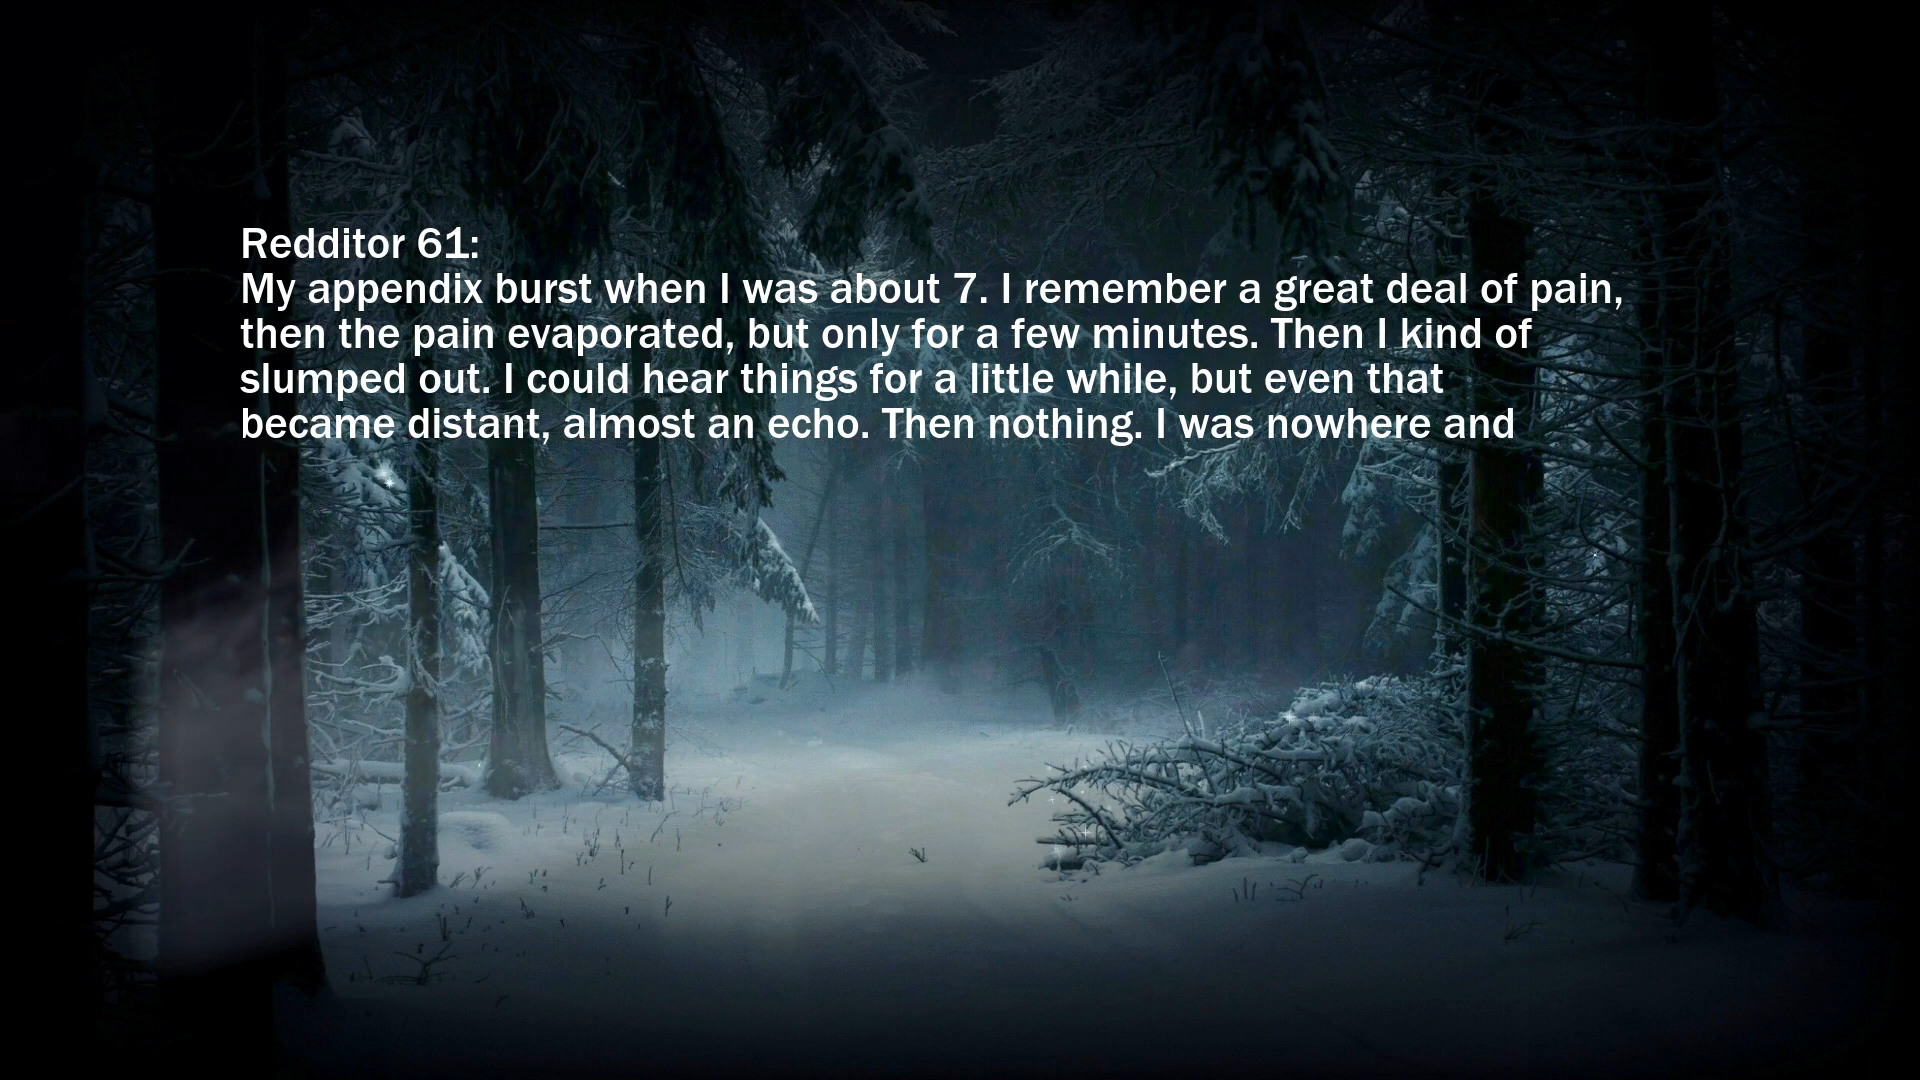 Redditor 61:
My appendix burst when I was about 7. I remember a great deal of pain,
then the pain evaporated, but only for a few minutes. Then I kind of
slumped out. I could hear things for a little while, but even that
became distant, almost an echo. Then nothing. I was nowhere and